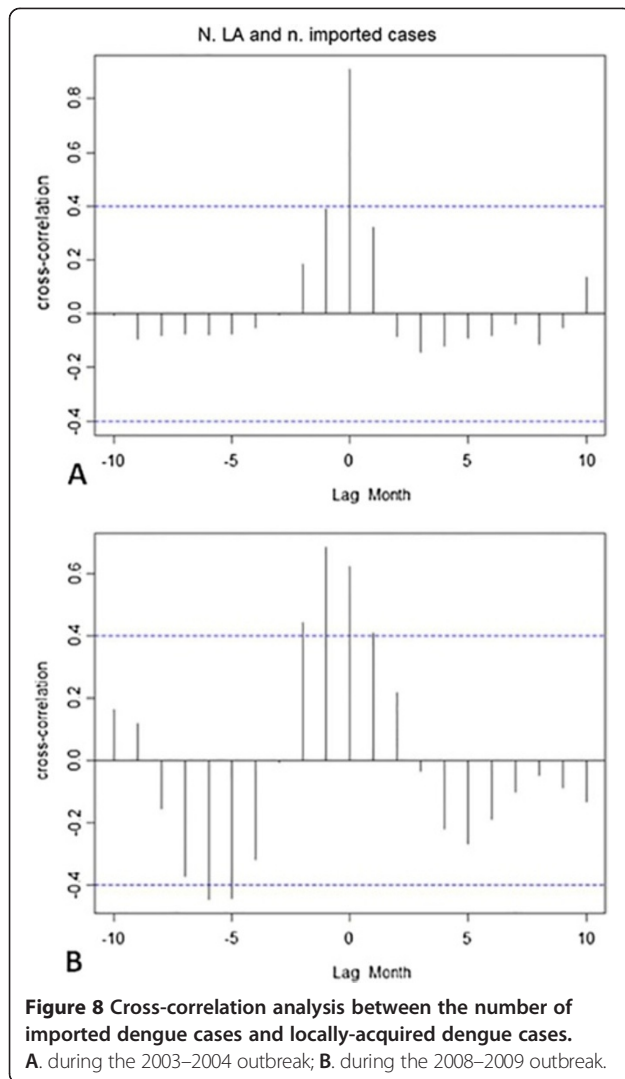 N. LA and n. imported cases
cross-correlation
0.8
0.6
0.4
0.2
0.0
-0.2
-0.4
-10
-5
0
5
10
A
Lag Month
cross-correlation
0.6
0.4
0.2
0.0
-0.2
-0.4
-10
-5
0
5
10
B
Lag Month
Figure 8 Cross-correlation analysis between the number of
imported dengue cases and locally-acquired dengue cases.
A. during the 2003–2004 outbreak; B. during the 2008–2009 outbreak.